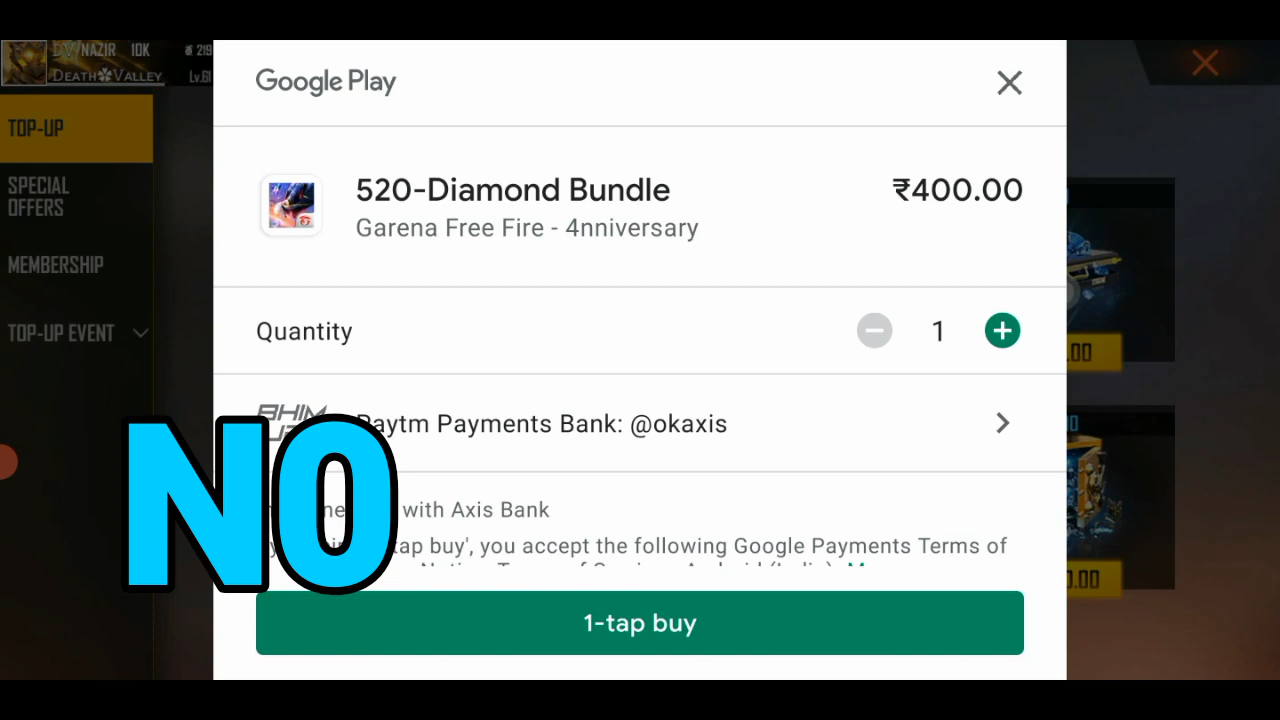 DV NAZIR 10K 219
DEATH VALLEY Lv.61
TOP-UP
SPECIAL
OFFERS
MEMBERSHIP
TOP-UP EVENT
Google Play
520-Diamond Bundle ₹400.00
Garena Free Fire - 4nniversary
Quantity 1
BHIM Paytm Payments Bank: @okaxis
with Axis Bank
tap buy', you accept the following Google Payments Terms of
NO
1-tap buy